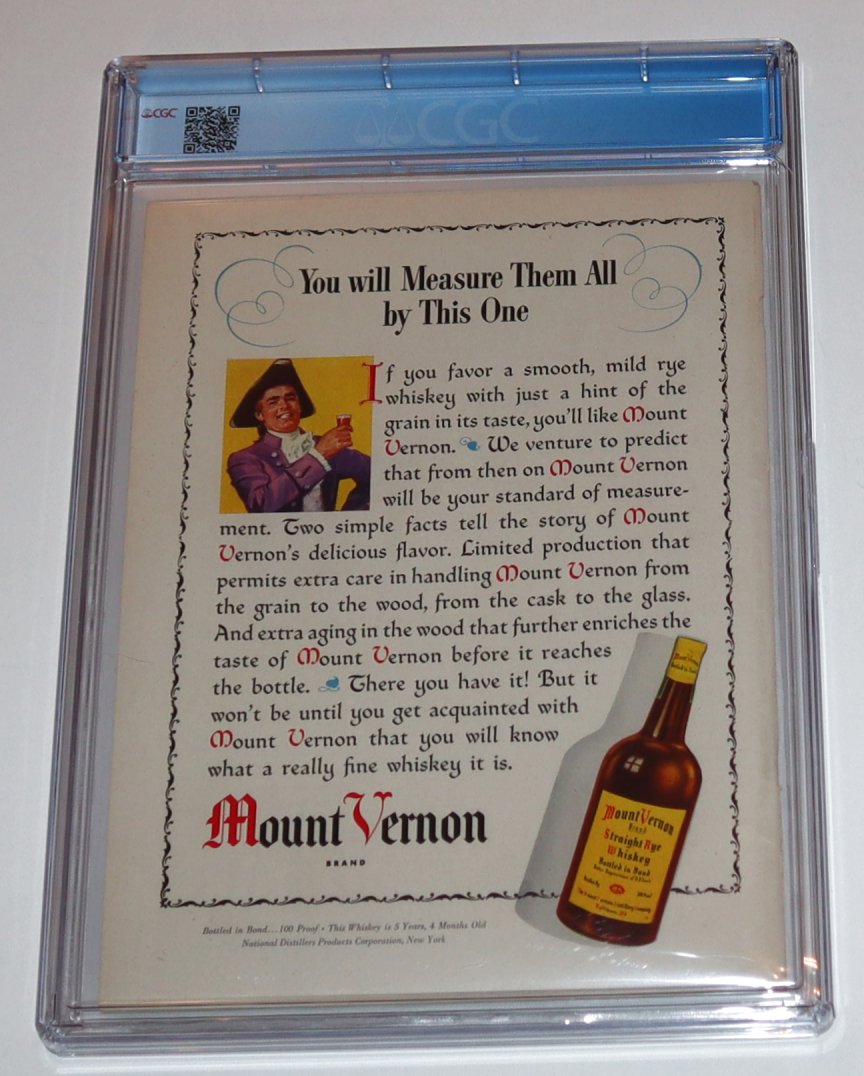 CGC
CGC
You will Measure Them All
by This One
If you favor a smooth, mild rye
whiskey with just a hint of the
grain in its taste, you'll like Mount
Vernon. We venture to predict
that from then on Mount Vernon
will be your standard of measure-
ment. Two simple facts tell the story of Mount
Vernon's delicious flavor. Limited production that
permits extra care in handling Mount Vernon from
the grain to the wood, from the cask to the glass.
And extra aging in the wood that further enriches the
taste of Mount Vernon before it reaches
the bottle. There you have it! But it
won't be until you get acquainted with
Mount Vernon that you will know
what a really fine whiskey it is.
Mount Vernon
BRAND
Mount Vernon
Brand
Straight Rye
Whiskey
Bottled in Bond
Bottled in Bond...100 Proof • This Whiskey is 5 Years, 4 Months Old
National Distillers Products Corporation, New York